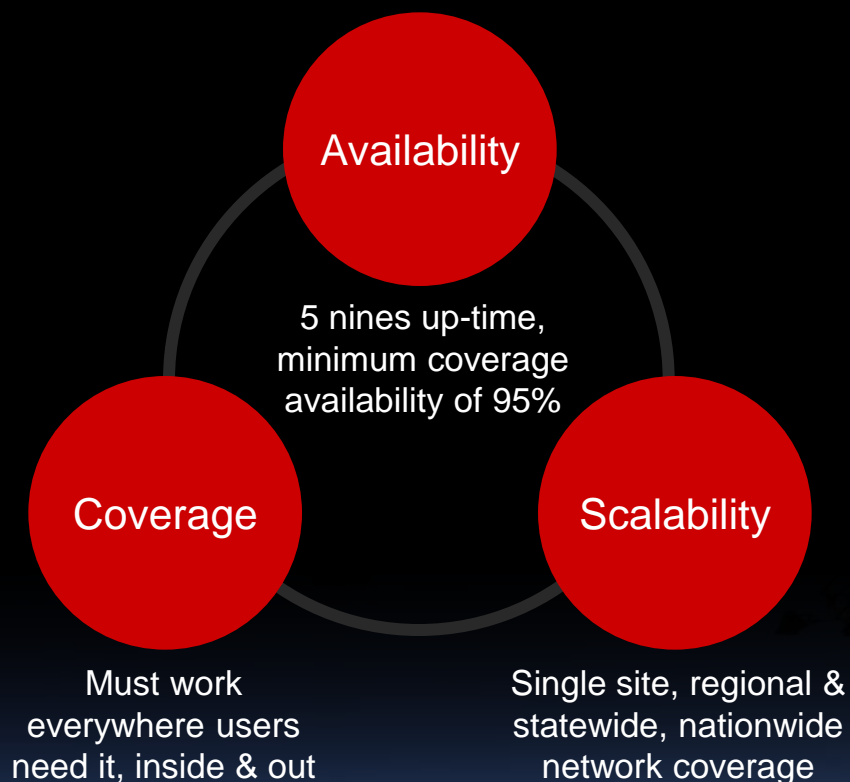 Availability
5 nines up-time,
minimum coverage
availability of 95%
Coverage
Must work
everywhere users
need it, inside & out
Scalability
Single site, regional &
statewide, nationwide
network coverage